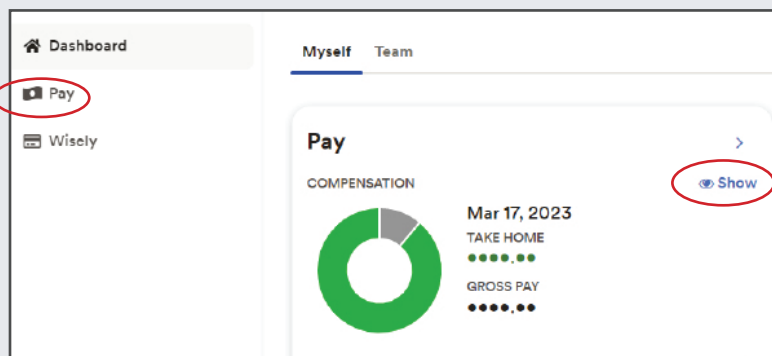 Dashboard
Pay
Wisely
Myself Team
Pay
COMPENSATION
Show
Mar 17, 2023
TAKE HOME
••••.••
GROSS PAY
••••.••